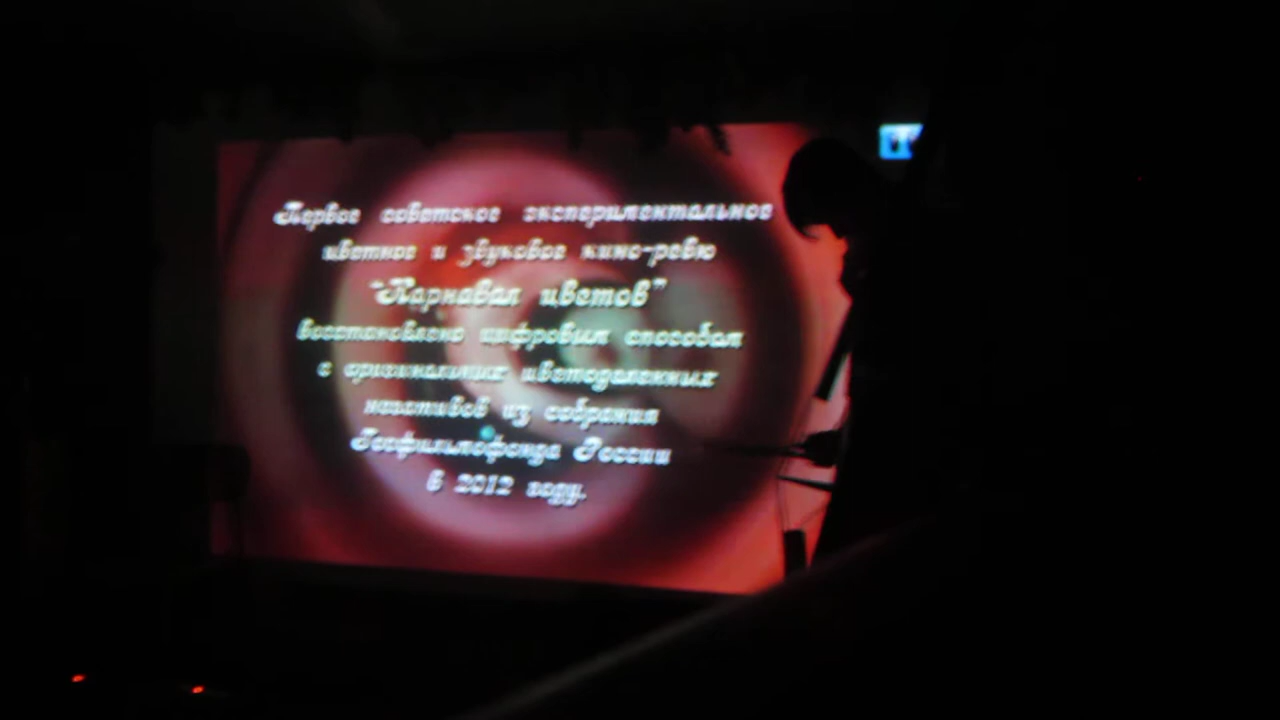 Первое советское экспериментальное
цветное и звуковое кино-ревю
"Карнавал цветов"
восстановлено цифровым способом
с оригинальных цветоделенных
негативов из собрания
Госфильмофонда России
в 2012 году.